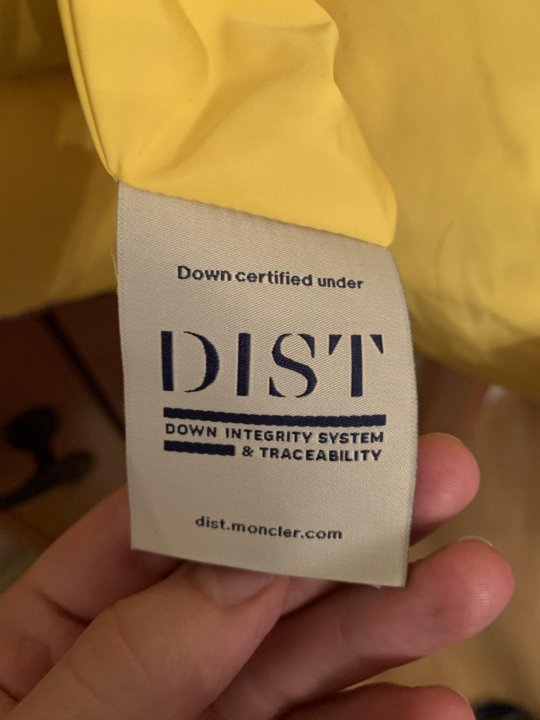 Down certified under
DIST
DOWN INTEGRITY SYSTEM
& TRACEABILITY
dist.moncler.com